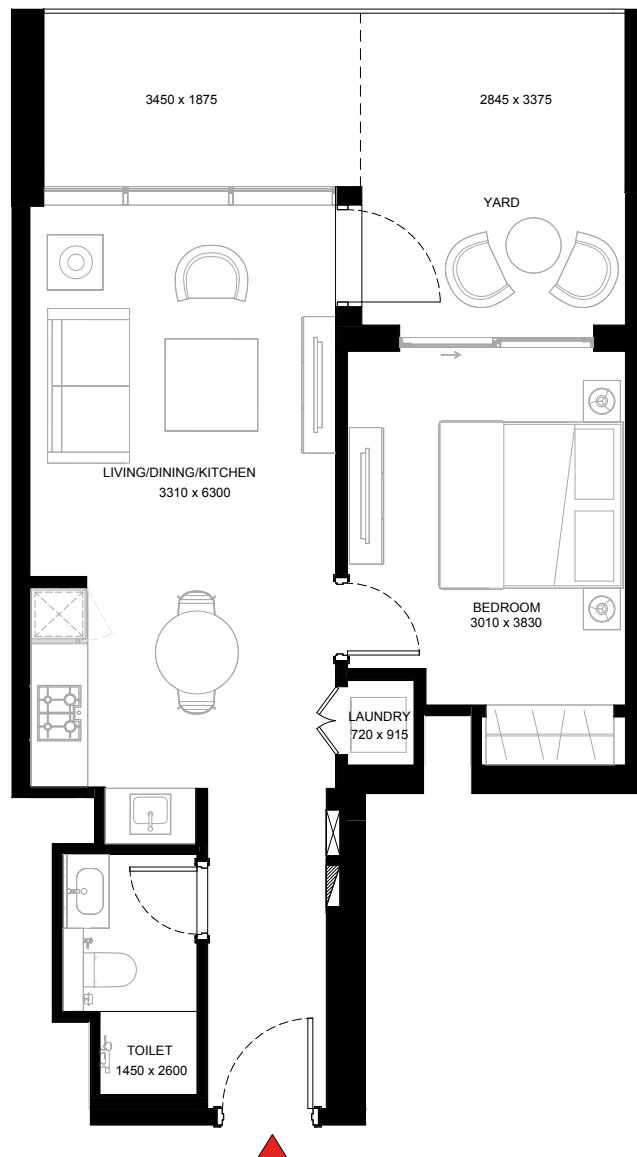 3450 x 1875
2845 x 3375
YARD
LIVING/DINING/KITCHEN
3310 x 6300
BEDROOM
3010 x 3830
LAUNDRY
720 x 915
TOILET
1450 x 2600